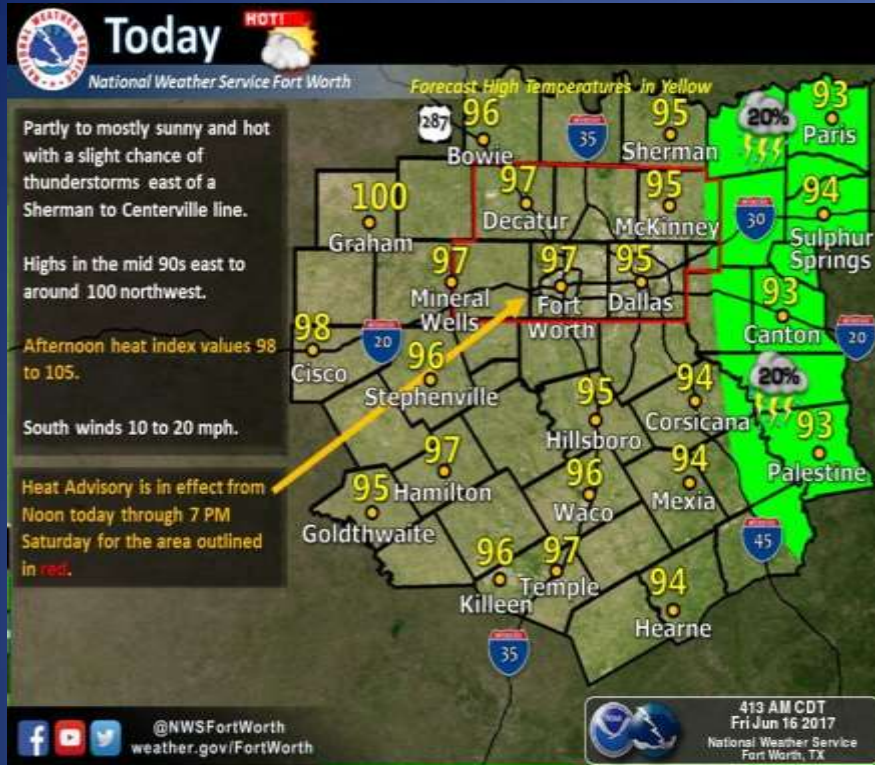 NATIONAL WEATHER SERVICE
Today
HOT!
National Weather Service Fort Worth
Forecast High Temperatures in Yellow
Partly to mostly sunny and hot
with a slight chance of
thunderstorms east of a
Sherman to Centerville line.
Highs in the mid 90s east to
around 100 northwest.
Afternoon heat index values 98
to 105.
South winds 10 to 20 mph.
Heat Advisory is in effect from
Noon today through 7 PM
Saturday for the area outlined
in red.
287
96
Bowie
35
95
Sherman
20%
93
Paris
100
Graham
97
Decatur
95
McKinney
30
94
Sulphur
Springs
97
Mineral
Wells
97
Fort
Worth
95
Dallas
93
Canton
20
98
Cisco
20
96
Stephenville
95
Hillsboro
94
Corsicana
20%
93
Palestine
97
Hamilton
95
Goldthwaite
96
Waco
94
Mexia
45
96
Killeen
97
Temple
94
Hearne
35
@NWSFortWorth
weather.gov/FortWorth
NOAA
413 AM CDT
Fri Jun 16 2017
National Weather Service
Fort Worth, TX